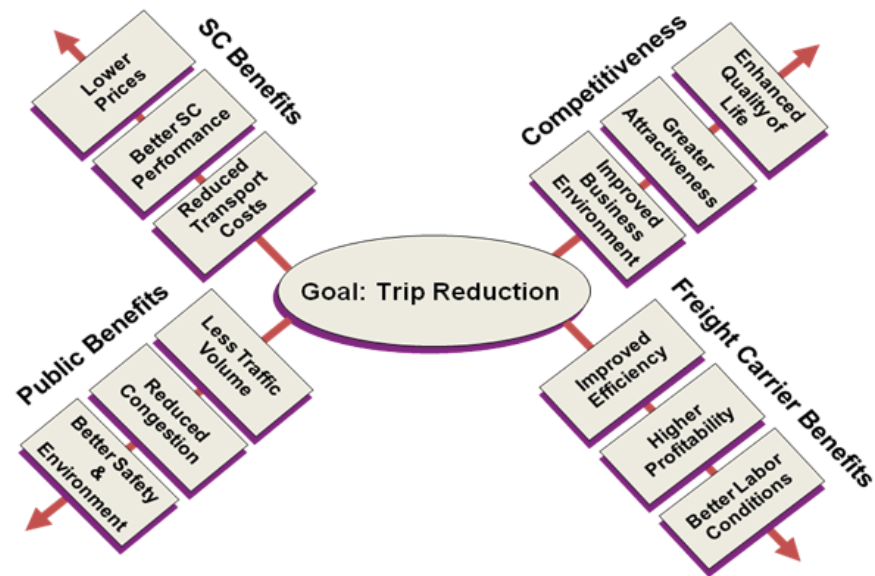 SC Benefits
Lower
Prices
Better SC
Performance
Reduced
Transport
Costs
Competitiveness
Enhanced
Quality of
Life
Greater
Attractiveness
Improved
Business
Environment
Goal: Trip Reduction
Public Benefits
Less Traffic
Volume
Reduced
Congestion
Better Safety
&
Environment
Freight Carrier Benefits
Improved
Efficiency
Higher
Profitability
Better Labor
Conditions